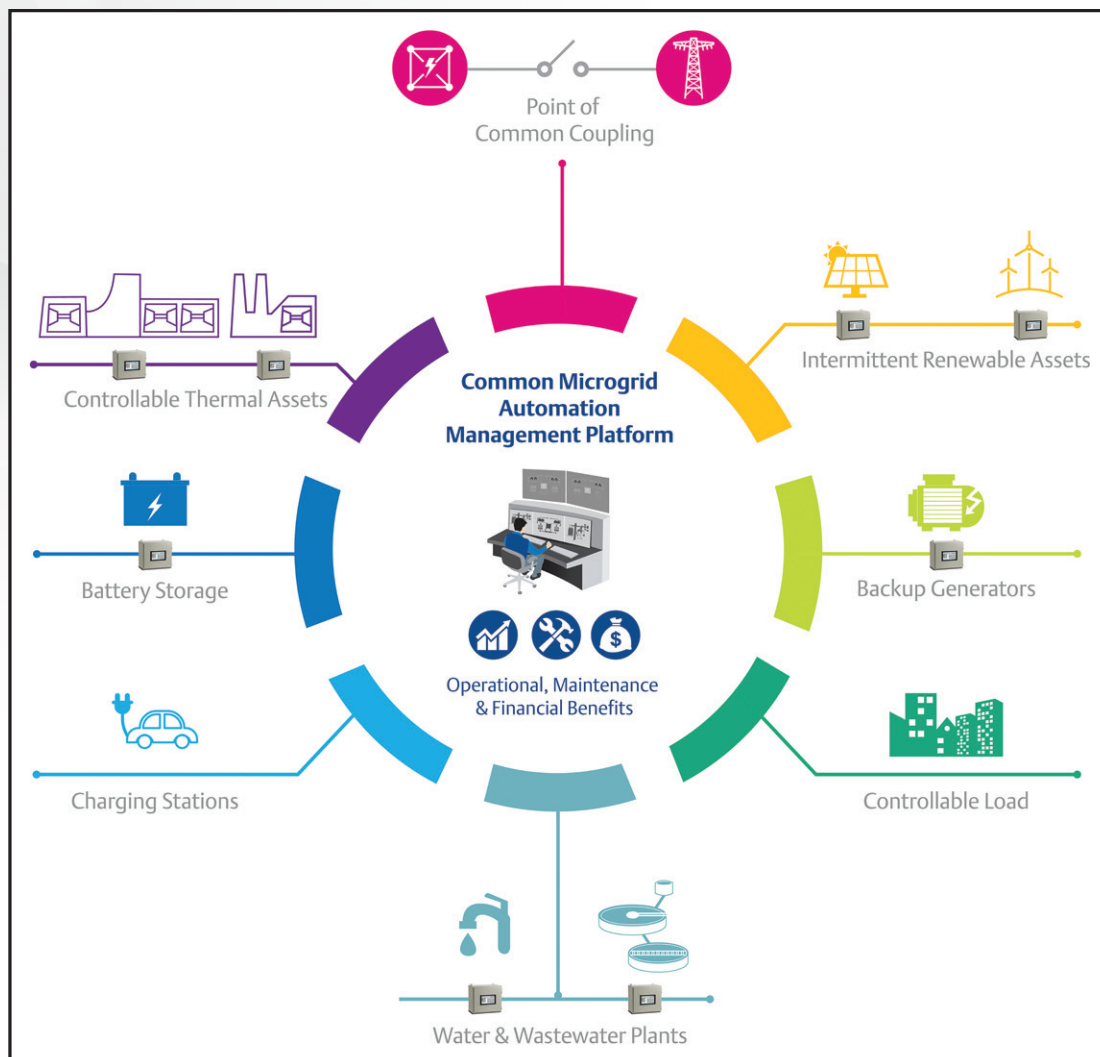 Point of
Common Coupling
Controllable Thermal Assets
Intermittent Renewable Assets
Common Microgrid
Automation
Management Platform
Battery Storage
Backup Generators
$
Operational, Maintenance
& Financial Benefits
Charging Stations
Controllable Load
Water & Wastewater Plants